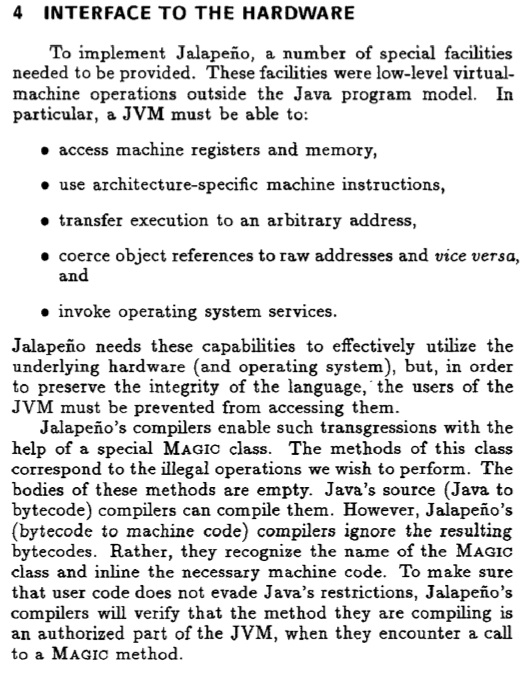 4 INTERFACE TO THE HARDWARE
To implement Jalapeño, a number of special facilities
needed to be provided. These facilities were low-level virtual-
machine operations outside the Java program model. In
particular, a JVM must be able to:
• access machine registers and memory,
• use architecture-specific machine instructions,
• transfer execution to an arbitrary address,
• coerce object references to raw addresses and vice versa,
and
• invoke operating system services.
Jalapeño needs these capabilities to effectively utilize the
underlying hardware (and operating system), but, in order
to preserve the integrity of the language, the users of the
JVM must be prevented from accessing them.
Jalapeño's compilers enable such transgressions with the
help of a special MAGIC class. The methods of this class
correspond to the illegal operations we wish to perform. The
bodies of these methods are empty. Java's source (Java to
bytecode) compilers can compile them. However, Jalapeño's
(bytecode to machine code) compilers ignore the resulting
bytecodes. Rather, they recognize the name of the MAGIC
class and inline the necessary machine code. To make sure
that user code does not evade Java's restrictions, Jalapeño's
compilers will verify that the method they are compiling is
an authorized part of the JVM, when they encounter a call
to a MAGIC method.